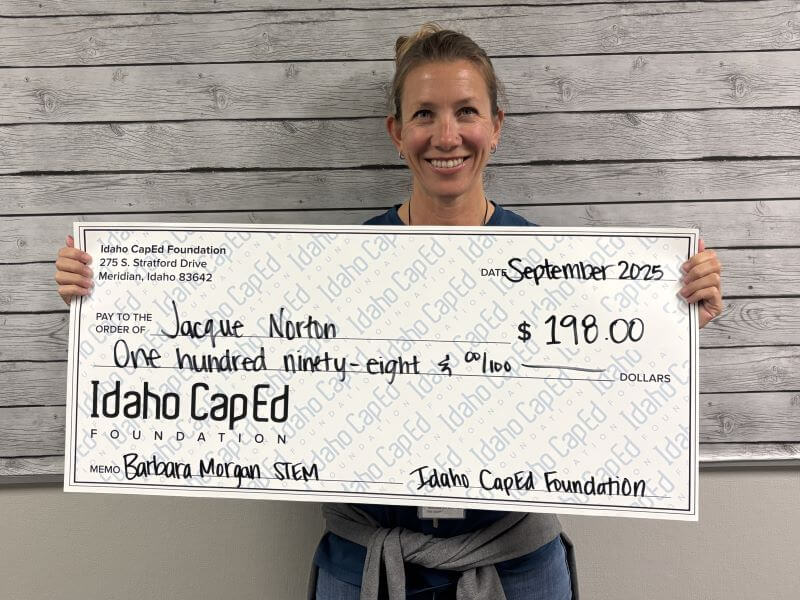 Idaho CapEd Foundation
275 S. Stratford Drive
Meridian, Idaho 83642
DATE September 2025
PAY TO THE
ORDER OF Jacque Norton $ 198.00
One hundred ninety-eight & 00/100 DOLLARS
Idaho CapEd
FOUNDATION
MEMO Barbara Morgan STEM Idaho CapEd Foundation